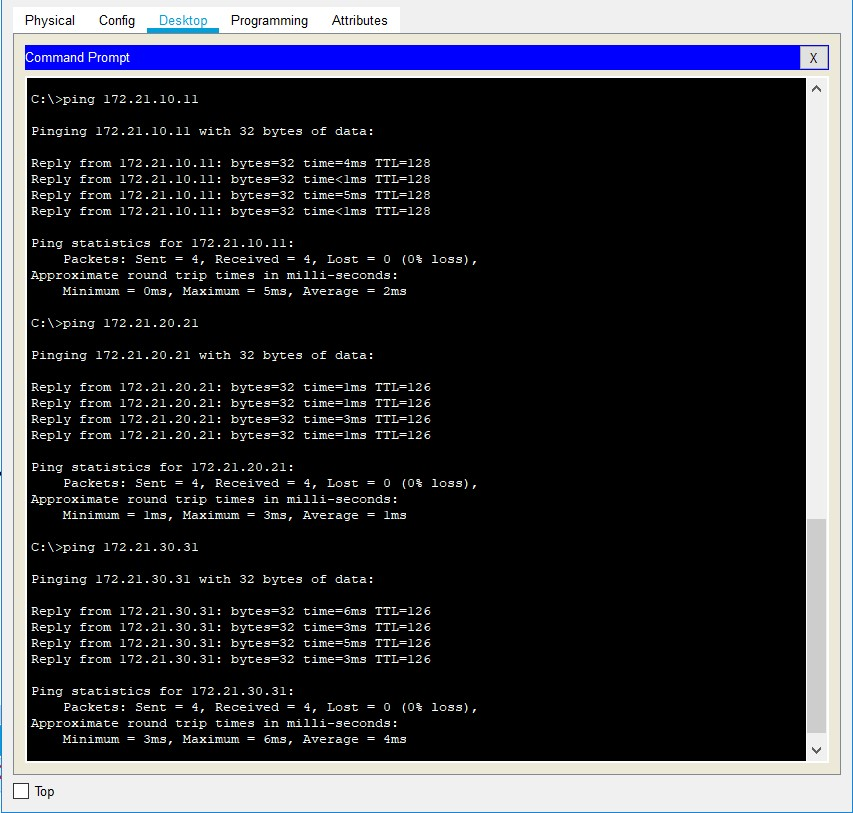 Physical Config Desktop Programming Attributes
Command Prompt X
C:\>ping 172.21.10.11
Pinging 172.21.10.11 with 32 bytes of data:
Reply from 172.21.10.11: bytes=32 time=4ms TTL=128
Reply from 172.21.10.11: bytes=32 time<1ms TTL=128
Reply from 172.21.10.11: bytes=32 time=5ms TTL=128
Reply from 172.21.10.11: bytes=32 time<1ms TTL=128
Ping statistics for 172.21.10.11:
Packets: Sent = 4, Received = 4, Lost = 0 (0% loss),
Approximate round trip times in milli-seconds:
Minimum = 0ms, Maximum = 5ms, Average = 2ms
C:\>ping 172.21.20.21
Pinging 172.21.20.21 with 32 bytes of data:
Reply from 172.21.20.21: bytes=32 time=1ms TTL=126
Reply from 172.21.20.21: bytes=32 time=1ms TTL=126
Reply from 172.21.20.21: bytes=32 time=3ms TTL=126
Reply from 172.21.20.21: bytes=32 time=1ms TTL=126
Ping statistics for 172.21.20.21:
Packets: Sent = 4, Received = 4, Lost = 0 (0% loss),
Approximate round trip times in milli-seconds:
Minimum = 1ms, Maximum = 3ms, Average = 1ms
C:\>ping 172.21.30.31
Pinging 172.21.30.31 with 32 bytes of data:
Reply from 172.21.30.31: bytes=32 time=6ms TTL=126
Reply from 172.21.30.31: bytes=32 time=3ms TTL=126
Reply from 172.21.30.31: bytes=32 time=5ms TTL=126
Reply from 172.21.30.31: bytes=32 time=3ms TTL=126
Ping statistics for 172.21.30.31:
Packets: Sent = 4, Received = 4, Lost = 0 (0% loss),
Approximate round trip times in milli-seconds:
Minimum = 3ms, Maximum = 6ms, Average = 4ms
Top